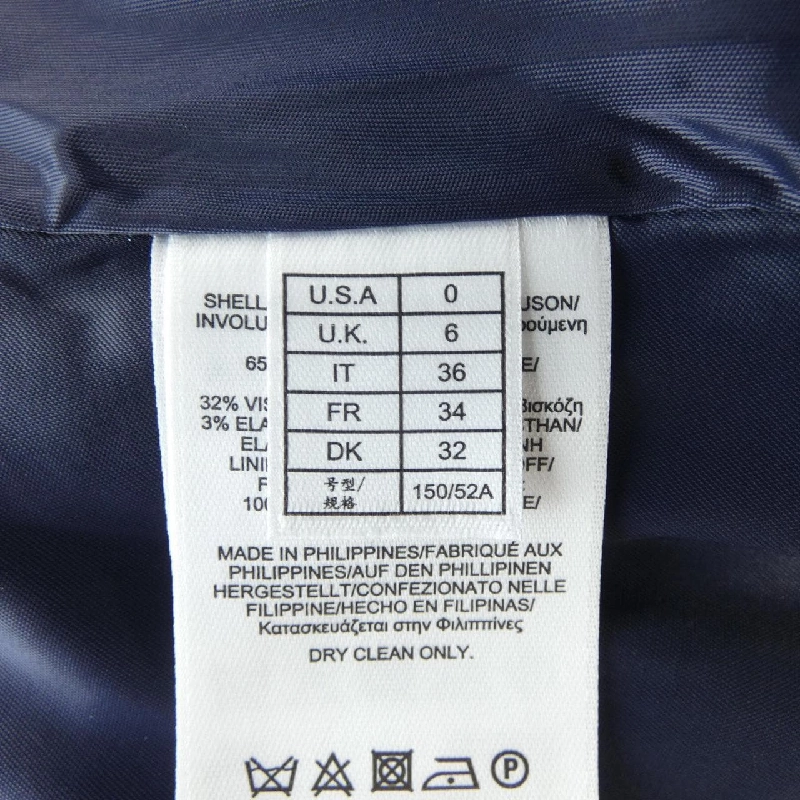 U.S.A 0
U.K. 6
IT 36
FR 34
DK 32
号型/ 150/52A
规格
SHELL
USON/
INVOLU
ρούμενη
65
E/
32% VIS
βισκόζη
3% ELA
THAN/
ELA
NH
LINI
OFF/
F
100
E/
MADE IN PHILIPPINES/FABRIQUÉ AUX
PHILIPPINES/AUF DEN PHILLIPINEN
HERGESTELLT/CONFEZIONATO NELLE
FILIPPINE/HECHO EN FILIPINAS/
Κατασκευάζεται στην Φιλιππίνες
DRY CLEAN ONLY.
P